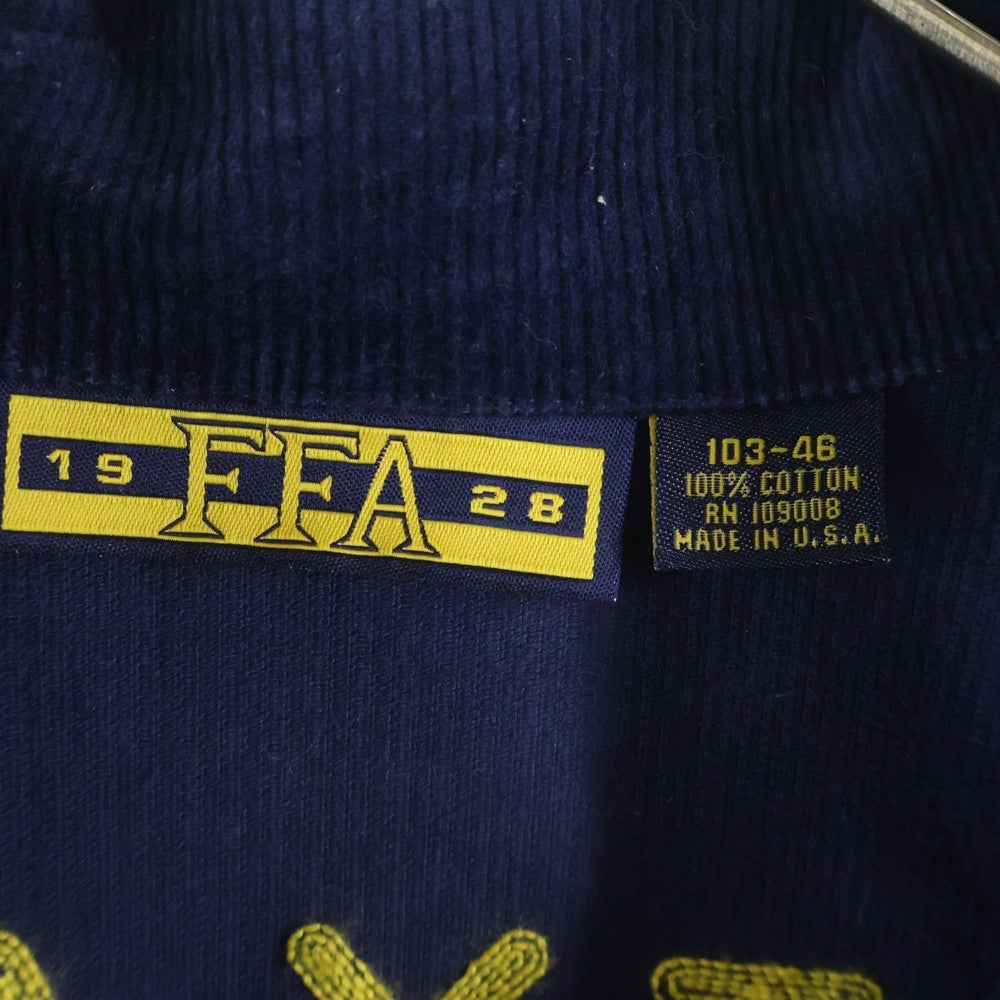 19 FFA 28
103-46
100% COTTON
RN 109008
MADE IN U.S.A.